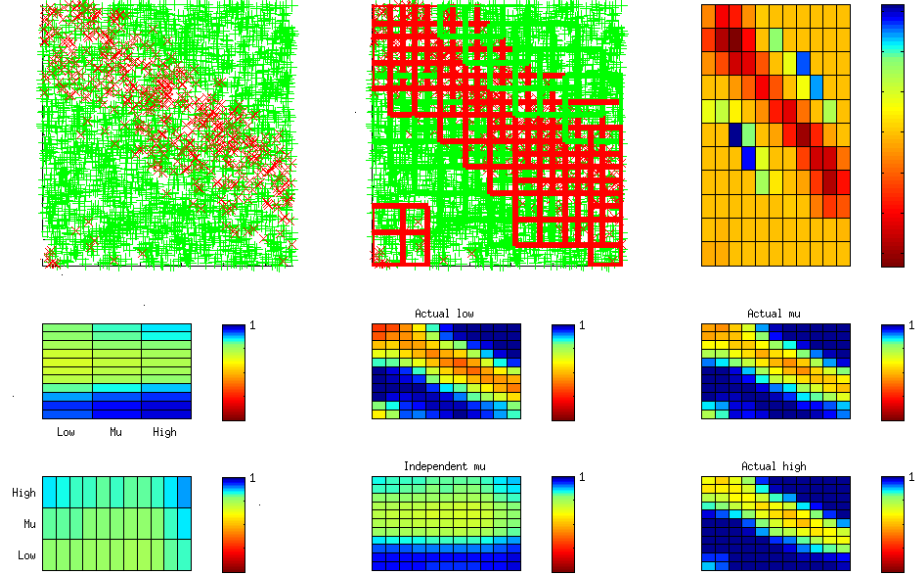 Actual low
Actual mu
1
1
1
Low Mu High
Independent mu
Actual high
1
1
1
High
Mu
Low